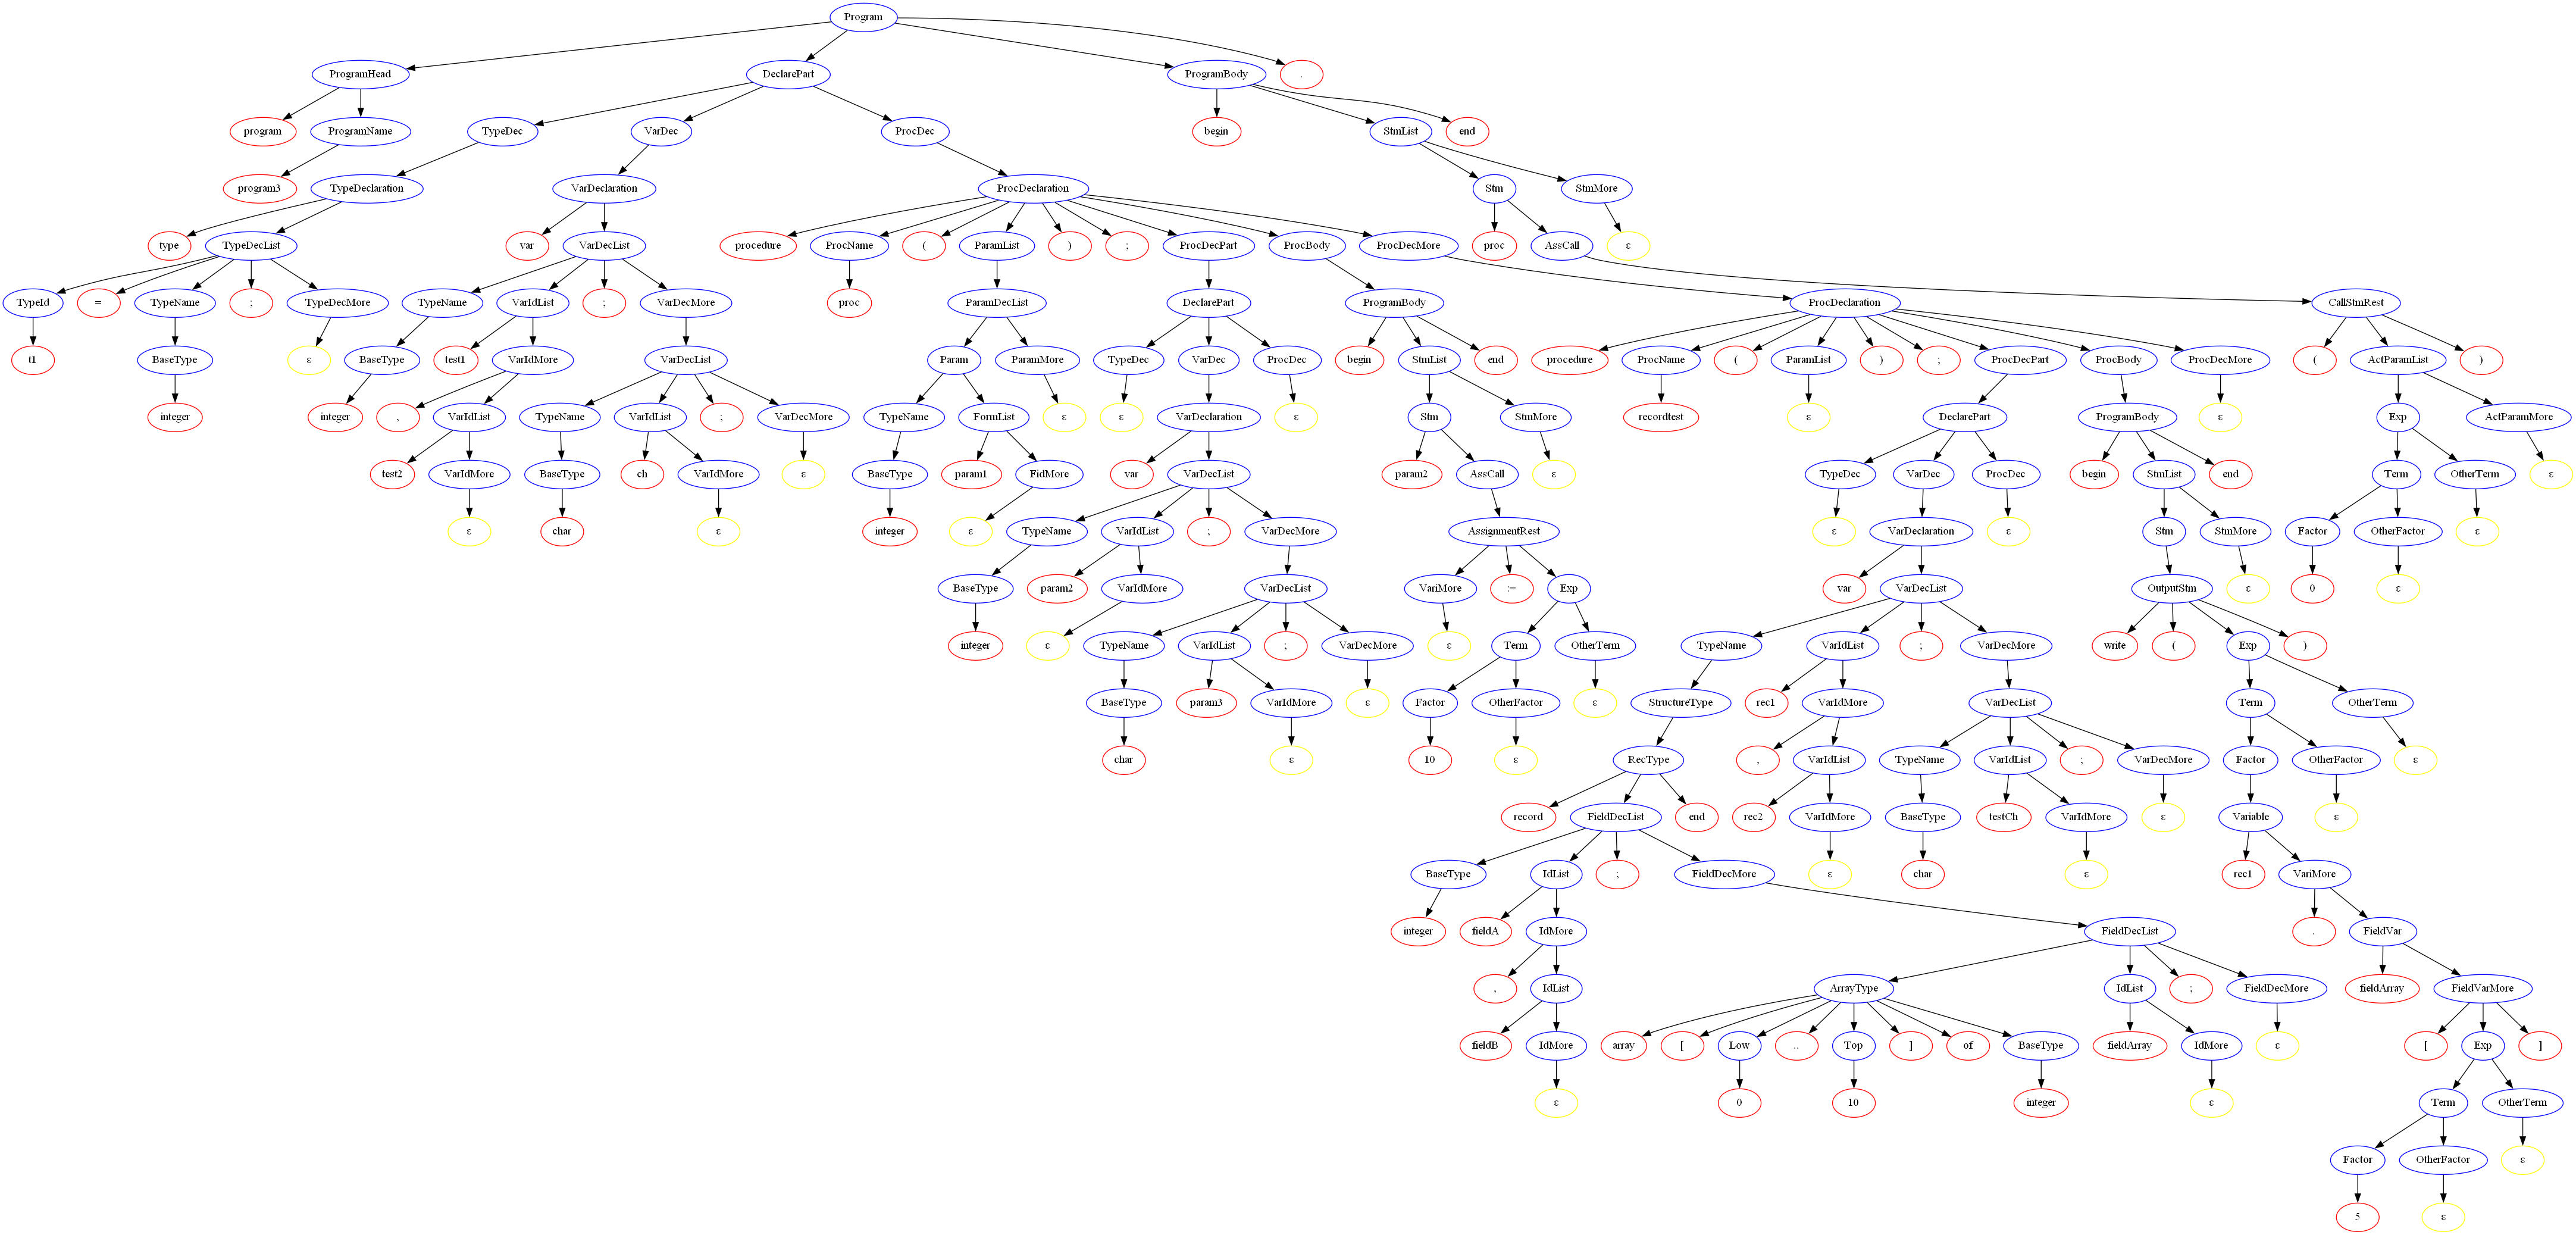 Program
ProgramHead DeclarePart ProgramBody .
program ProgramName TypeDec VarDec ProcDec begin StmList end
program3 TypeDeclaration VarDeclaration ProcDeclaration Stm StmMore
type TypeDecList var VarDecList procedure ProcName ( ParamList ) ; ProcDecPart ProcBody ProcDecMore proc AssCall ε
TypeId = TypeName ; TypeDecMore TypeName VarIdList ; VarDecMore proc ParamDecList DeclarePart ProgramBody ProcDeclaration CallStmRest
t1 BaseType ε BaseType test1 VarIdMore VarDecList Param ParamMore TypeDec VarDec ProcDec begin StmList end procedure ProcName ( ParamList ) ; ProcDecPart ProcBody ProcDecMore ( ActParamList )
integer integer , VarIdList TypeName VarIdList ; VarDecMore TypeName FormList ε ε VarDeclaration ε Stm StmMore recordtest ε DeclarePart ProgramBody ε Exp ActParamMore
test2 VarIdMore BaseType ch VarIdMore ε BaseType param1 FidMore var VarDecList param2 AssCall ε TypeDec VarDec ProcDec begin StmList end Term OtherTerm ε
ε char ε integer ε TypeName VarIdList ; VarDecMore AssignmentRest ε VarDeclaration ε Stm StmMore Factor OtherFactor ε
BaseType param2 VarIdMore VarDecList VariMore := Exp var VarDecList OutputStm ε 0 ε
integer ε TypeName VarIdList ; VarDecMore ε Term OtherTerm TypeName VarIdList ; VarDecMore write ( Exp )
BaseType param3 VarIdMore ε Factor OtherFactor ε StructureType rec1 VarIdMore VarDecList Term OtherTerm
char ε 10 ε RecType , VarIdList TypeName VarIdList ; VarDecMore Factor OtherFactor ε
record FieldDecList end rec2 VarIdMore BaseType testCh VarIdMore ε Variable ε
BaseType IdList ; FieldDecMore ε char ε rec1 VariMore
integer fieldA IdMore FieldDecList . FieldVar
, IdList ArrayType IdList ; FieldDecMore fieldArray FieldVarMore
fieldB IdMore array [ Low .. Top ] of BaseType fieldArray IdMore ε [ Exp ]
ε 0 10 integer ε Term OtherTerm
Factor OtherFactor ε
5 ε